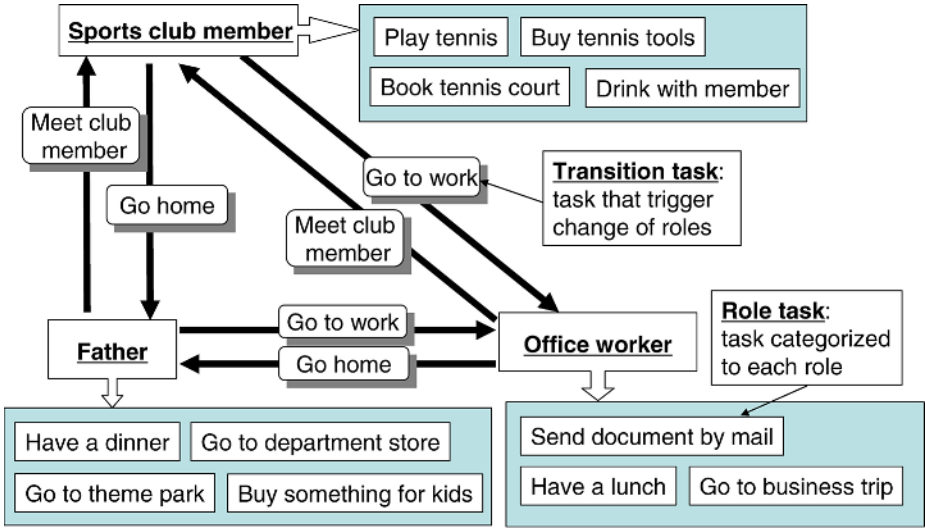 Sports club member
Play tennis
Buy tennis tools
Book tennis court
Drink with member
Meet club
member
Go home
Go to work
Meet club
member
Transition task:
task that trigger
change of roles
Go to work
Go home
Father
Office worker
Role task:
task categorized
to each role
Have a dinner
Go to department store
Go to theme park
Buy something for kids
Send document by mail
Have a lunch
Go to business trip